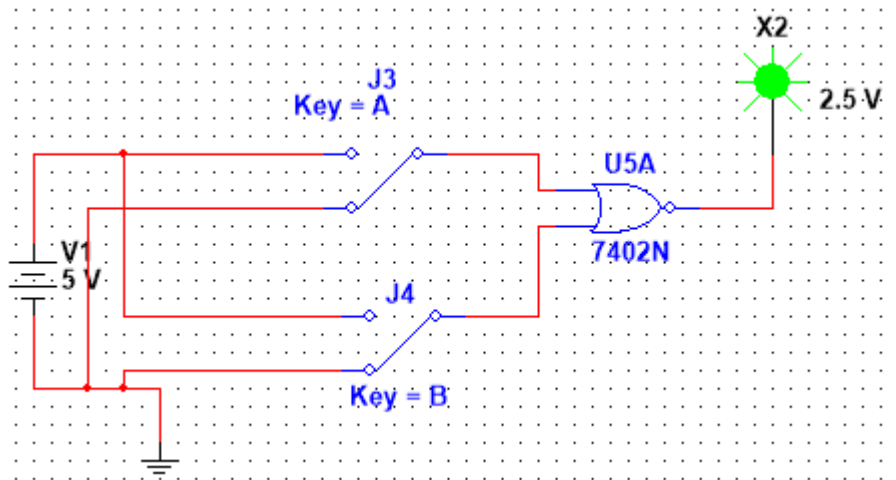 X2
J3
Key = A
2.5 V
U5A
V1
5 V
7402N
J4
Key = B